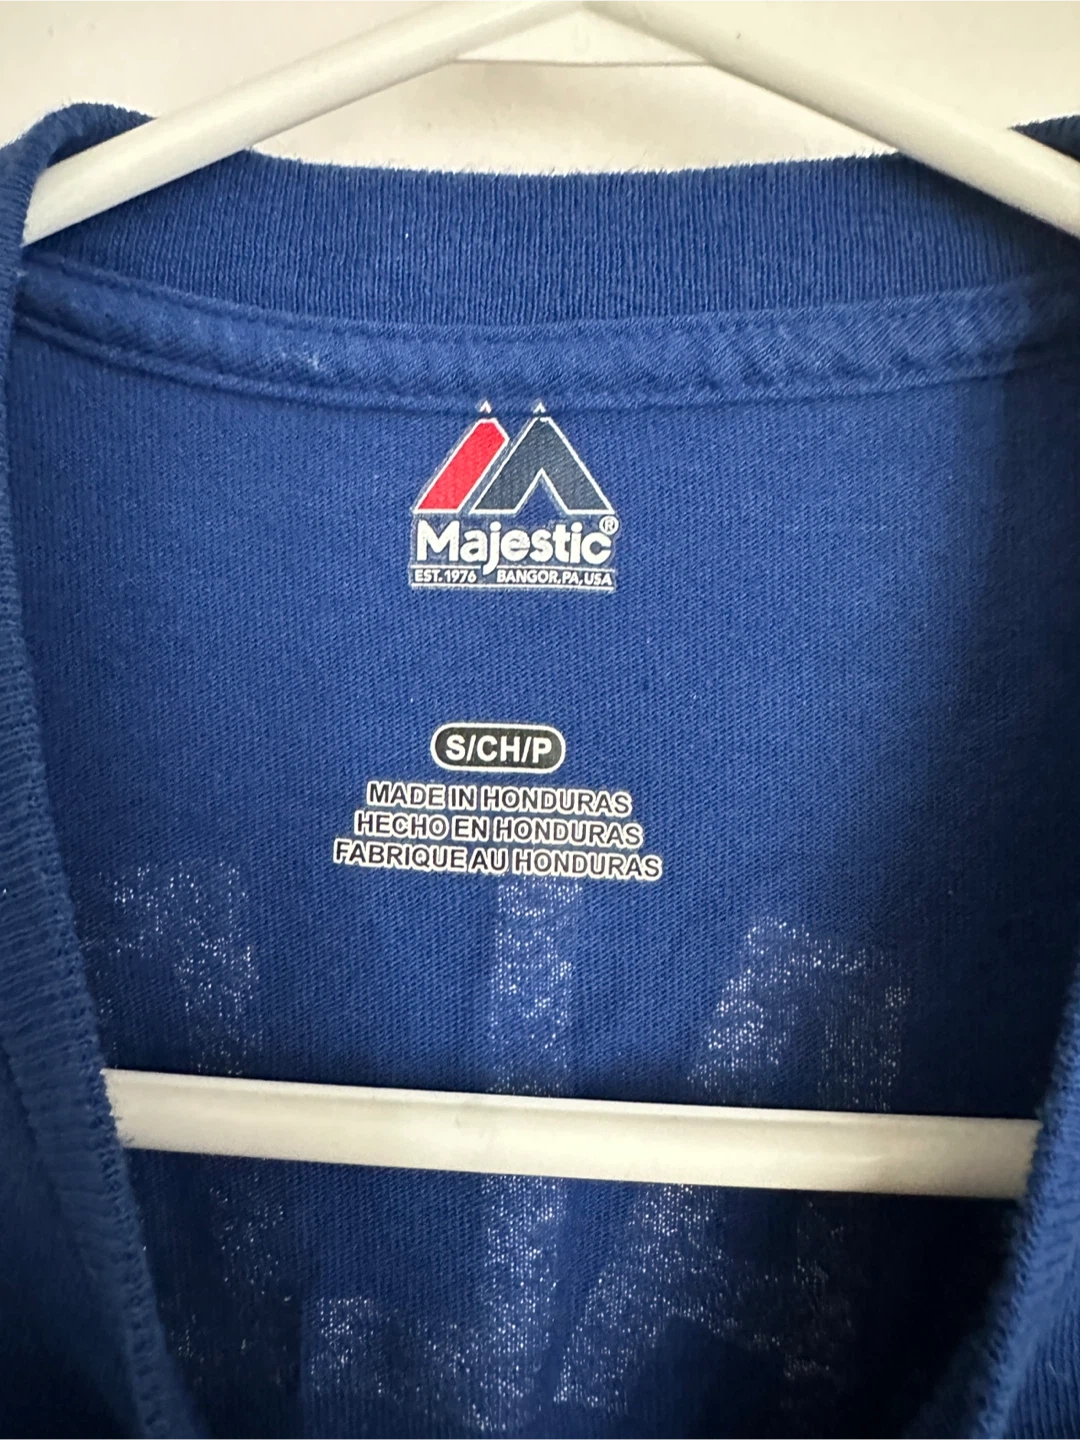 Majestic®
EST. 1976 BANGOR, PA, USA
S/CH/P
MADE IN HONDURAS
HECHO EN HONDURAS
FABRIQUE AU HONDURAS